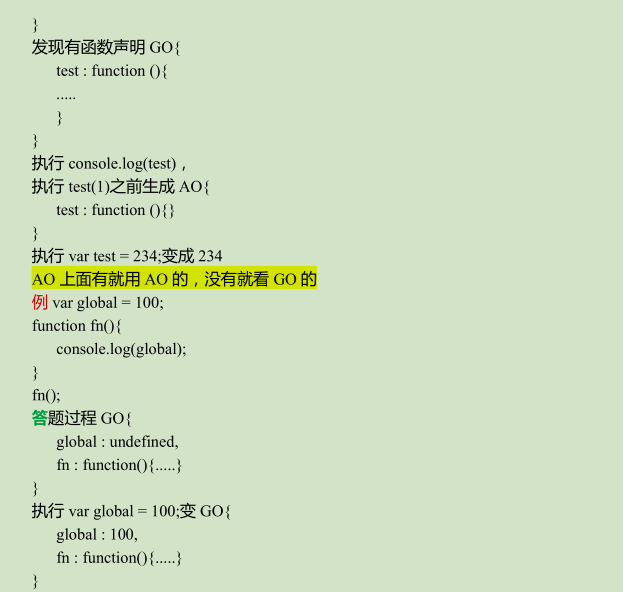 }
发现有函数声明 GO{
test : function (){
.....
}
}
执行 console.log(test)，
执行 test(1)之前生成 AO{
test : function (){}
}
执行 var test = 234;变成 234
AO 上面有就用 AO 的，没有就看 GO 的
例 var global = 100;
function fn(){
console.log(global);
}
fn();
答题过程 GO{
global : undefined,
fn : function(){.....}
}
执行 var global = 100;变 GO{
global : 100,
fn : function(){.....}
}